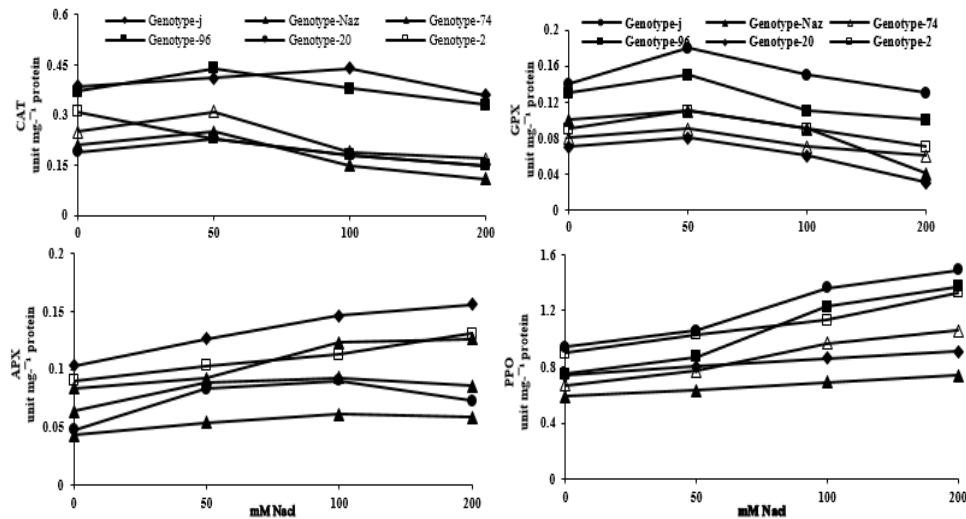 Genotype-j Genotype-Naz Genotype-74
Genotype-96 Genotype-20 Genotype-2
0.6
0.45
0.3
0.15
0
CAT
unit mg-¯¹ protein
0 50 100 200
Genotype-j Genotype-Naz Genotype-74
Genotype-96 Genotype-20 Genotype-2
0.2
0.16
0.12
0.08
0.04
0
GPX
unit mg-¯¹ protein
0 50 100 200
0.2
0.15
0.1
0.05
0
APX
unit mg-¯¹ protein
0 50 100 200
mM Nacl
1.6
1.2
0.8
0.4
0
PPO
unit mg-¯¹ protein
0 50 100 200
mM Nacl